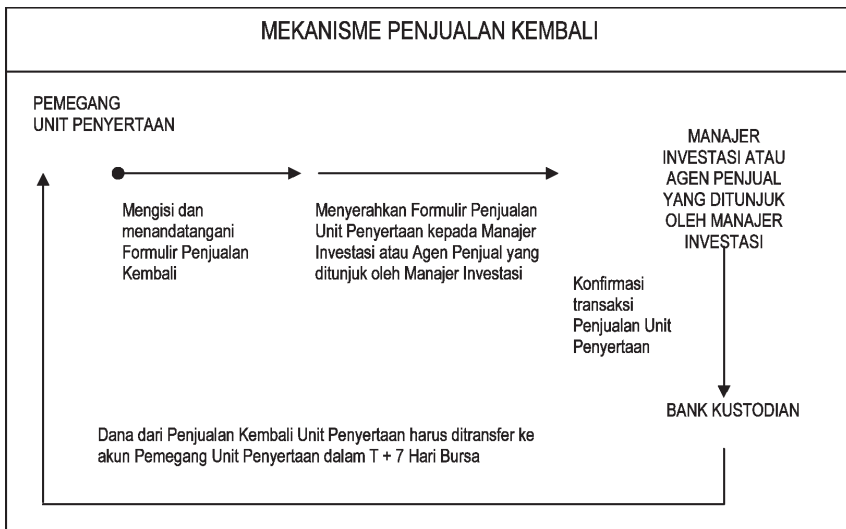 MEKANISME PENJUALAN KEMBALI
PEMEGANG
UNIT PENYERTAAN
Mengisi dan
menandatangani
Formulir Penjualan
Kembali
Menyerahkan Formulir Penjualan
Unit Penyertaan kepada Manajer
Investasi atau Agen Penjual yang
ditunjuk oleh Manajer Investasi
MANAJER
INVESTASI ATAU
AGEN PENJUAL
YANG DITUNJUK
OLEH MANAJER
INVESTASI
Konfirmasi
transaksi
Penjualan Unit
Penyertaan
BANK KUSTODIAN
Dana dari Penjualan Kembali Unit Penyertaan harus ditransfer ke
akun Pemegang Unit Penyertaan dalam T + 7 Hari Bursa